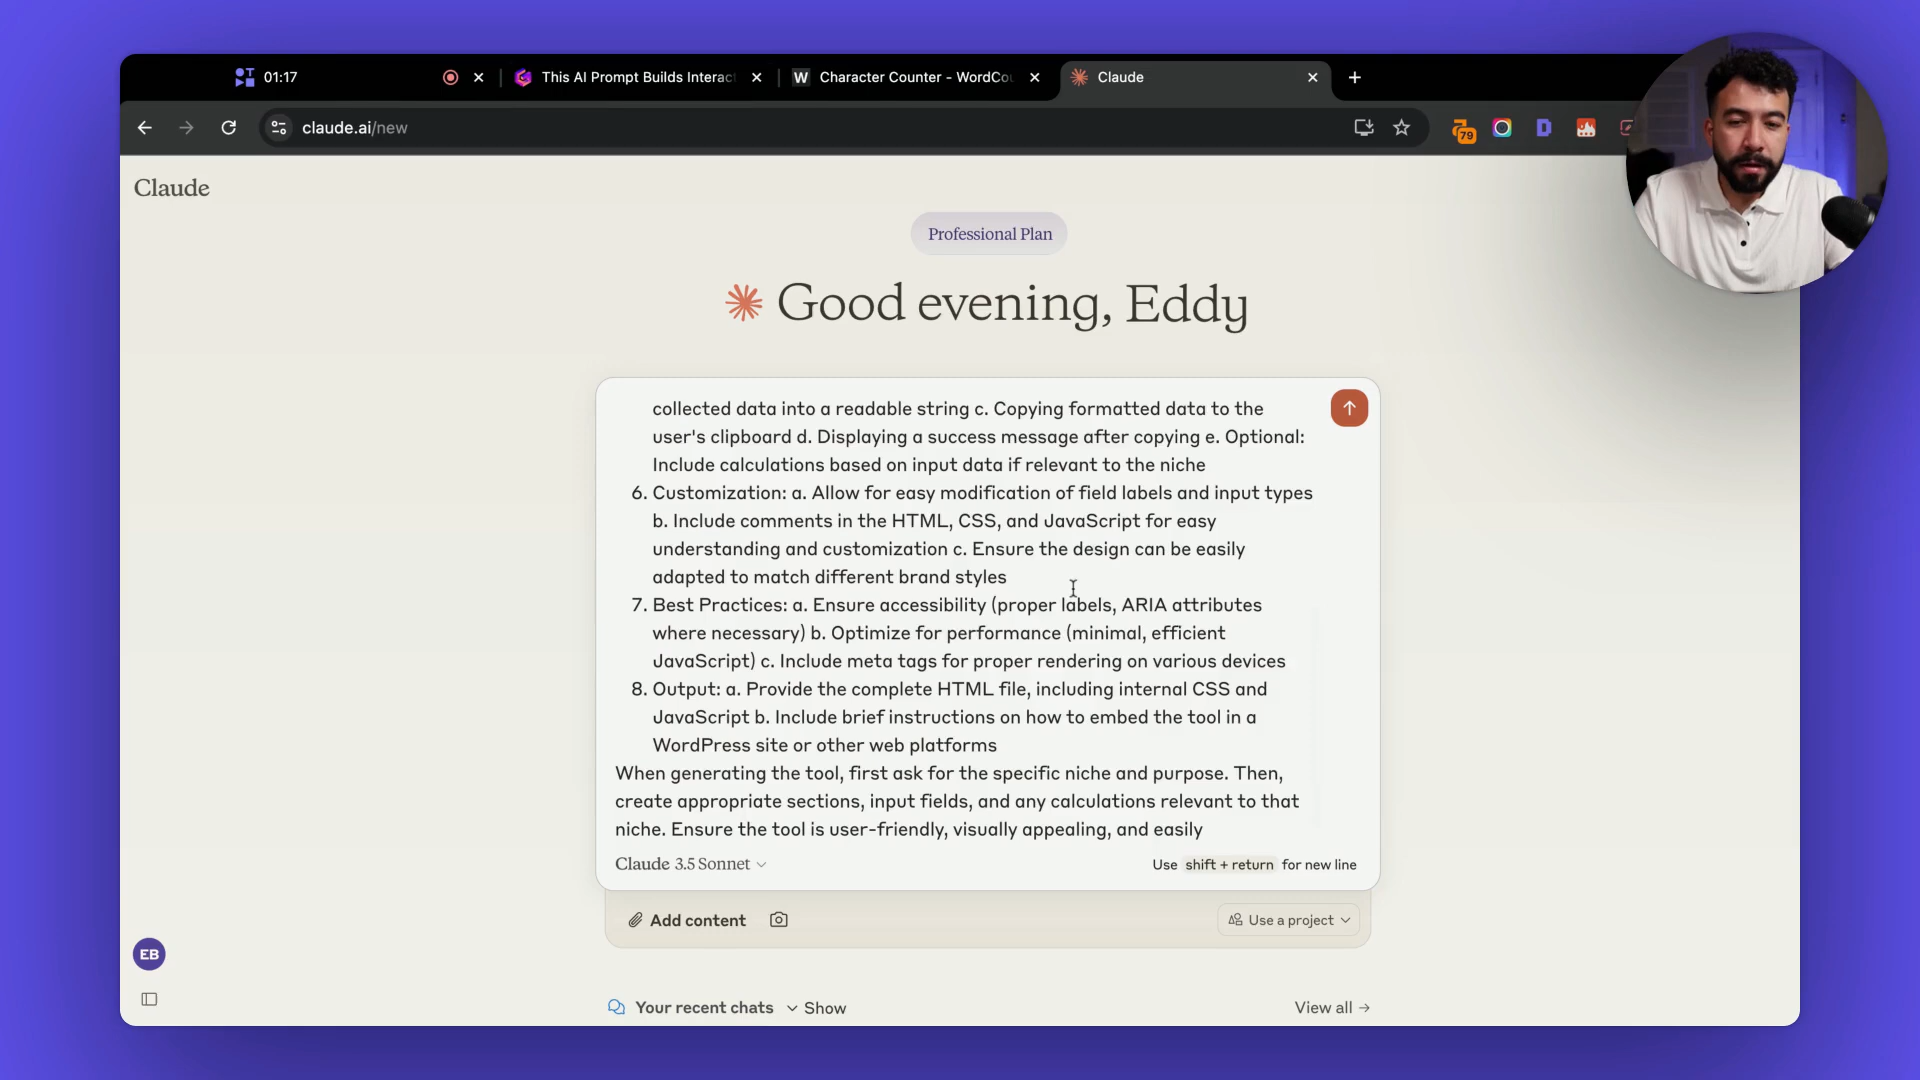 01:17
This AI Prompt Builds Interac
W Character Counter - WordCo
Claude
claude.ai/new
79
D
Claude
Professional Plan
Good evening, Eddy
collected data into a readable string c. Copying formatted data to the
user's clipboard d. Displaying a success message after copying e. Optional:
Include calculations based on input data if relevant to the niche
6. Customization: a. Allow for easy modification of field labels and input types
b. Include comments in the HTML, CSS, and JavaScript for easy
understanding and customization c. Ensure the design can be easily
adapted to match different brand styles
7. Best Practices: a. Ensure accessibility (proper labels, ARIA attributes
where necessary) b. Optimize for performance (minimal, efficient
JavaScript) c. Include meta tags for proper rendering on various devices
8. Output: a. Provide the complete HTML file, including internal CSS and
JavaScript b. Include brief instructions on how to embed the tool in a
WordPress site or other web platforms
When generating the tool, first ask for the specific niche and purpose. Then,
create appropriate sections, input fields, and any calculations relevant to that
niche. Ensure the tool is user-friendly, visually appealing, and easily
Claude 3.5 Sonnet
Use shift + return for new line
Add content
Use a project
EB
Your recent chats
Show
View all →